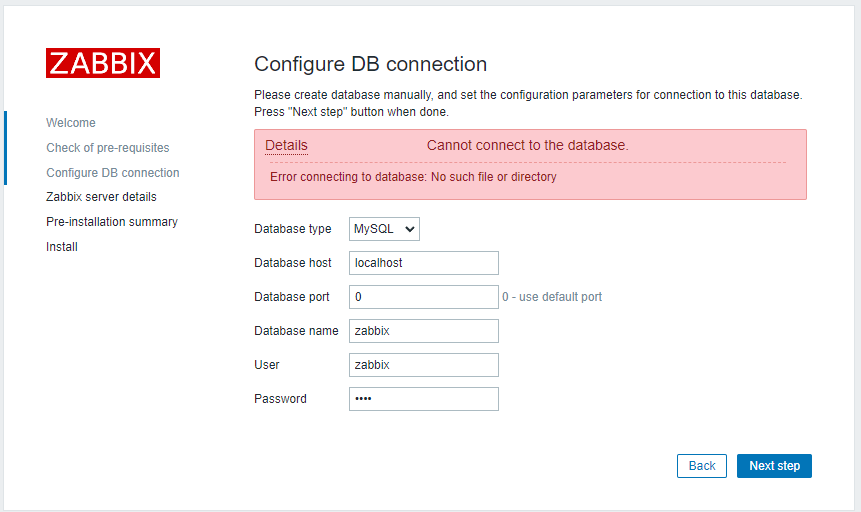 ZABBIX
Welcome
Check of pre-requisites
Configure DB connection
Zabbix server details
Pre-installation summary
Install
Configure DB connection
Please create database manually, and set the configuration parameters for connection to this database.
Press "Next step" button when done.
Details Cannot connect to the database.
Error connecting to database: No such file or directory
Database type MySQL
Database host localhost
Database port 0 0 - use default port
Database name zabbix
User zabbix
Password ••••
Back Next step